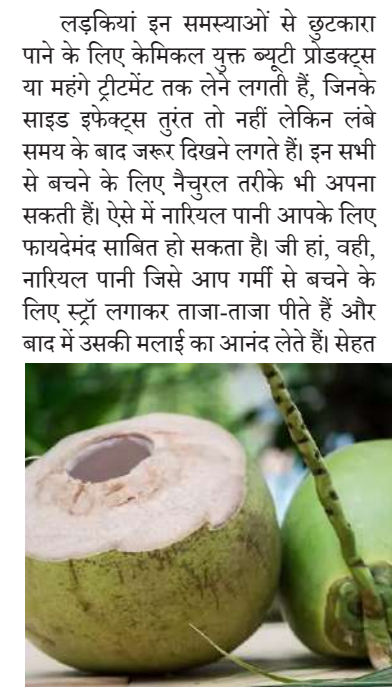 लड़कियां इन समस्याओं से छुटकारा
पाने के लिए केमिकल युक्त ब्यूटी प्रोडक्ट्स
या महंगे ट्रीटमेंट तक लेने लगती हैं, जिनके
साइड इफेक्ट्स तुरंत तो नहीं लेकिन लंबे
समय के बाद जरूर दिखने लगते हैं। इन सभी
से बचने के लिए नैचुरल तरीके भी अपना
सकती हैं। ऐसे में नारियल पानी आपके लिए
फायदेमंद साबित हो सकता है। जी हां, वही,
नारियल पानी जिसे आप गर्मी से बचने के
लिए स्ट्रॉ लगाकर ताजा-ताजा पीते हैं और
बाद में उसकी मलाई का आनंद लेते हैं। सेहत